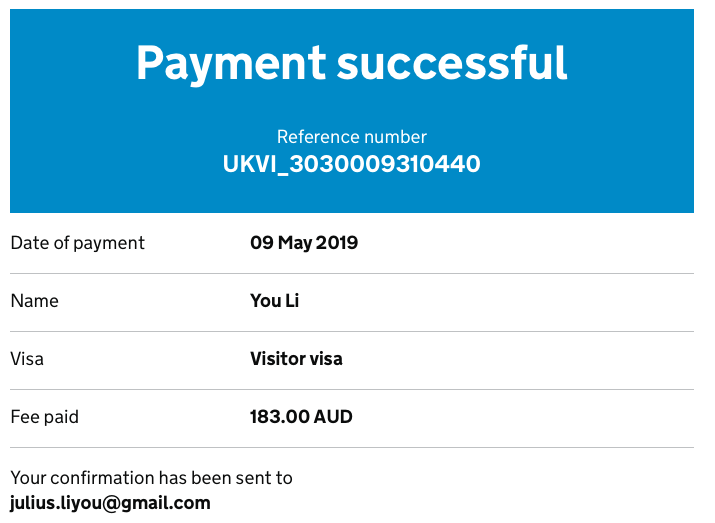 Payment successful
Reference number
UKVI_3030009310440
Date of payment 09 May 2019
Name You Li
Visa Visitor visa
Fee paid 183.00 AUD
Your confirmation has been sent to
julius.liyou@gmail.com